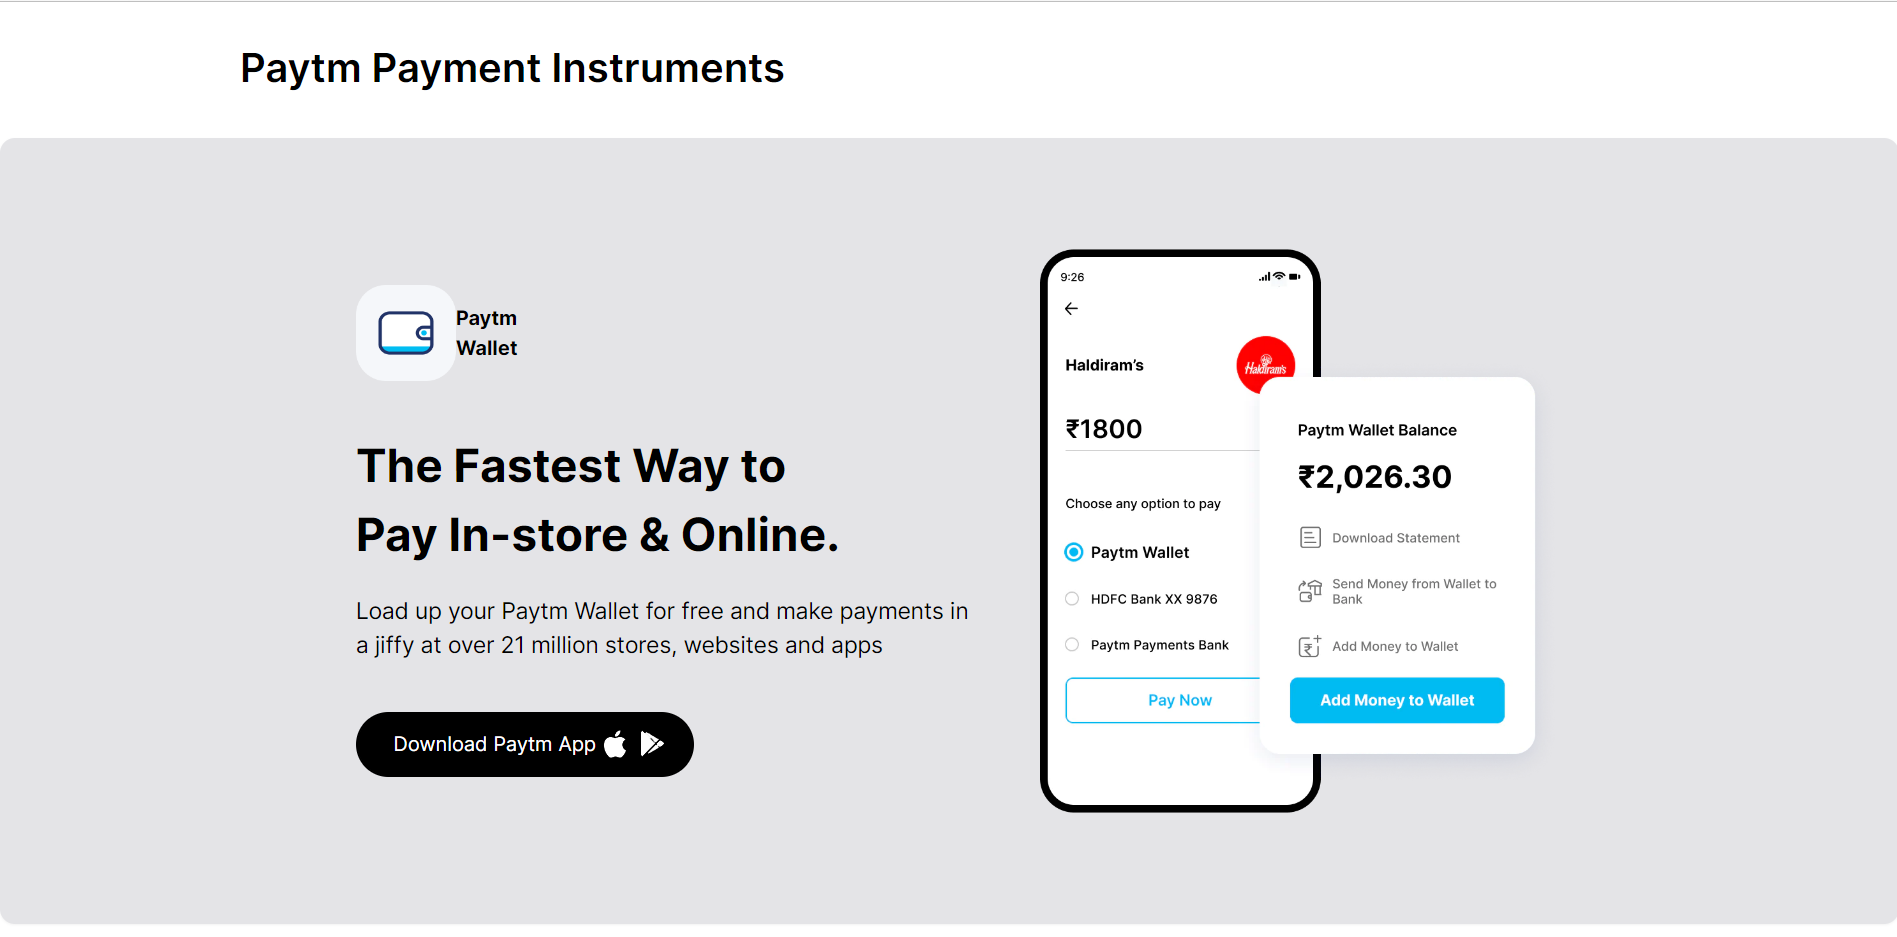 Paytm Payment Instruments
Paytm
Wallet
The Fastest Way to
Pay In-store & Online.
Load up your Paytm Wallet for free and make payments in
a jiffy at over 21 million stores, websites and apps
Download Paytm App
9:26
Haldiram’s
Haldiram's
₹1800
Choose any option to pay
Paytm Wallet
HDFC Bank XX 9876
Paytm Payments Bank
Pay Now
Paytm Wallet Balance
₹2,026.30
Download Statement
Send Money from Wallet to
Bank
Add Money to Wallet
Add Money to Wallet